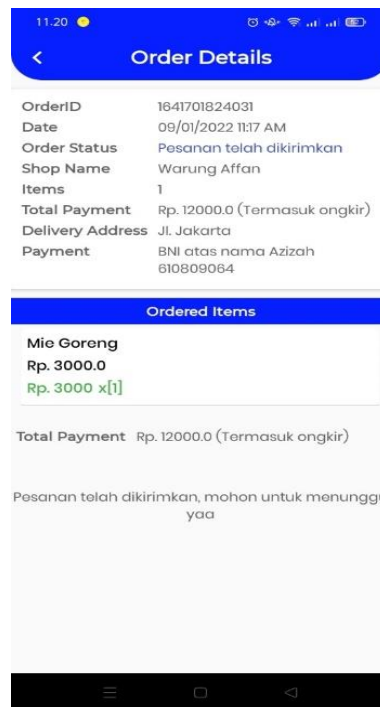 11.20
Order Details
OrderID 1641701824031
Date 09/01/2022 11:17 AM
Order Status Pesanan telah dikirimkan
Shop Name Warung Affan
Items 1
Total Payment Rp. 12000.0 (Termasuk ongkir)
Delivery Address Jl. Jakarta
Payment BNI atas nama Azizah
610809064
Ordered Items
Mie Goreng
Rp. 3000.0
Rp. 3000 x[1]
Total Payment Rp. 12000.0 (Termasuk ongkir)
Pesanan telah dikirimkan, mohon untuk menungg
yaa